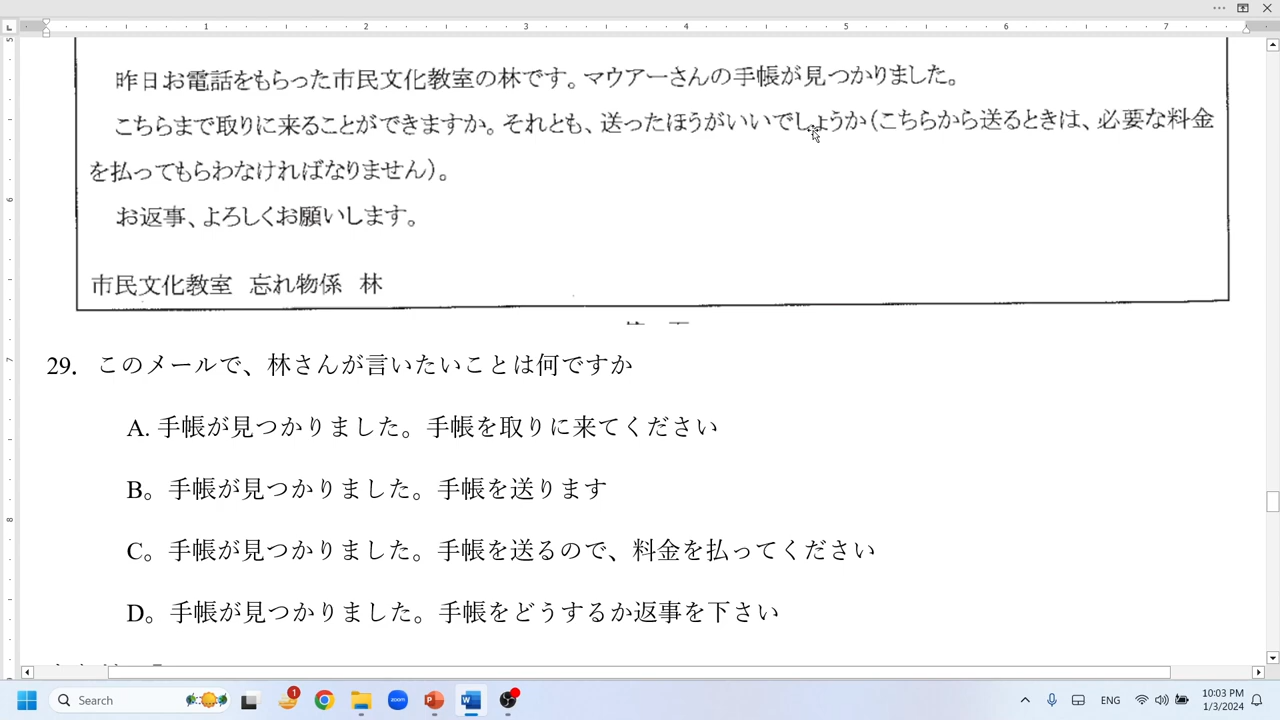 1 2 3 4 5 6 7
昨日お電話をもらった市民文化教室の林です。マウアーさんの手帳が見つかりました。
こちらまで取りに来ることができますか。それとも、送ったほうがいいでしょうか(こちらから送るときは、必要な料金
を払ってもらわなければなりません)。
お返事、よろしくお願いします。
市民文化教室 忘れ物係 林
29. このメールで、林さんが言いたいことは何ですか
A. 手帳が見つかりました。手帳を取りに来てください
B。手帳が見つかりました。手帳を送ります
C。手帳が見つかりました。手帳を送るので、料金を払ってください
D。手帳が見つかりました。手帳をどうするか返事を下さい
5
6
7
8
Search
1
zoom
P
W
ENG
10:03 PM
1/3/2024